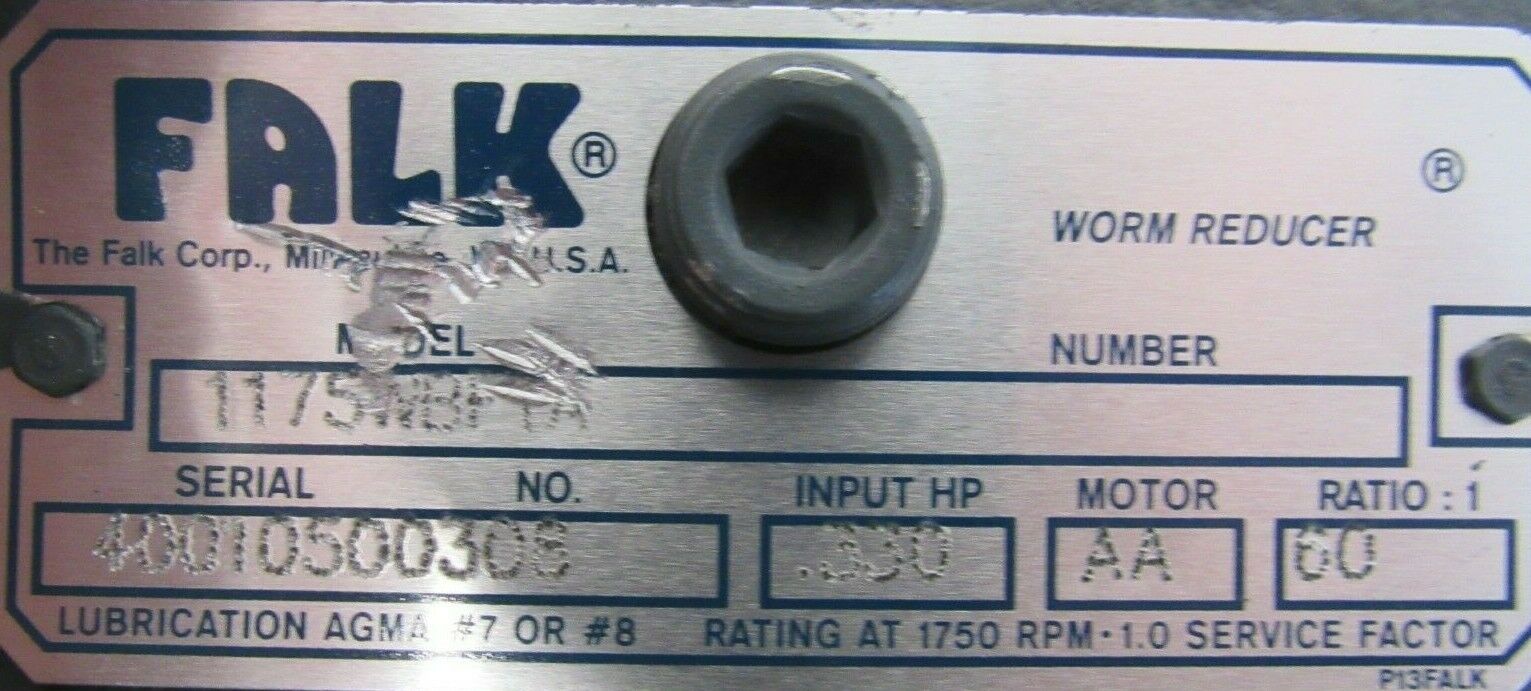 FALK®
®
WORM REDUCER
The Falk Corp., U.S.A.
MODEL
NUMBER
SERIAL NO.
INPUT HP
MOTOR
RATIO : 1
40010500308
.330
AA
60
LUBRICATION AGMA #7 OR #8
RATING AT 1750 RPM · 1.0 SERVICE FACTOR
P13FALK